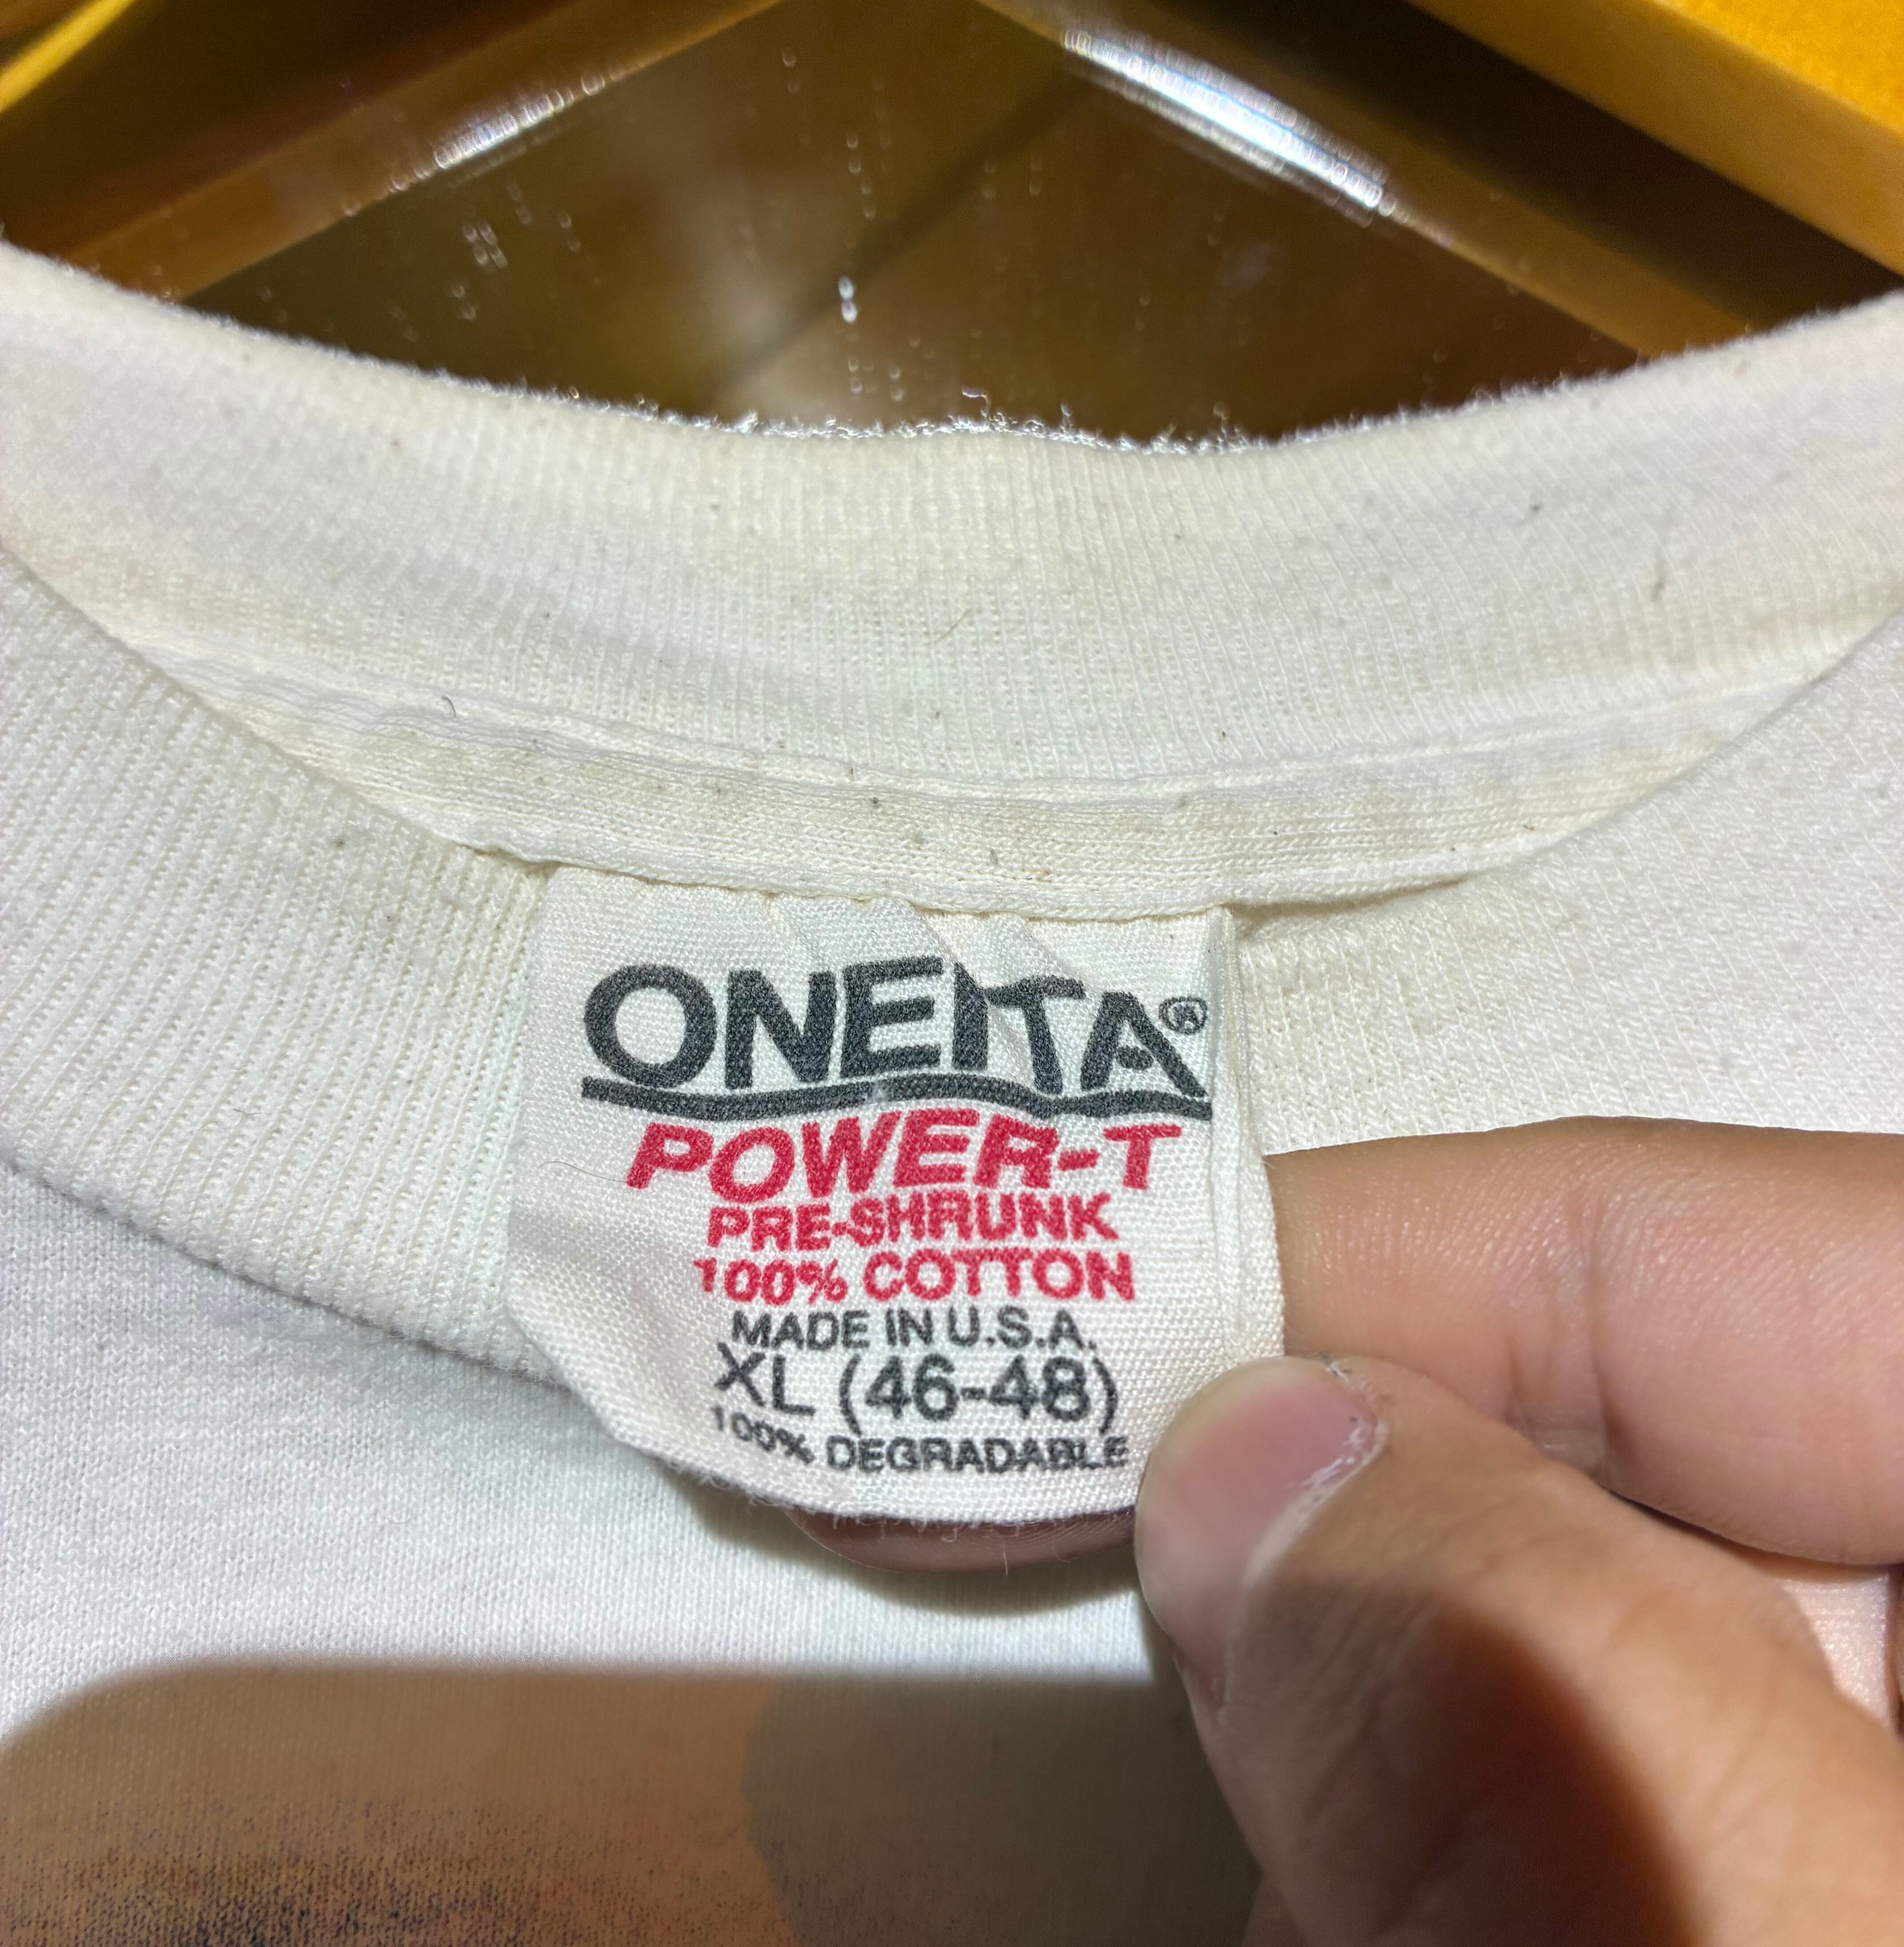 ONEITA®
POWER-T
PRE-SHRUNK
100% COTTON
MADE IN U.S.A.
XL (46-48)
100% DEGRADABLE